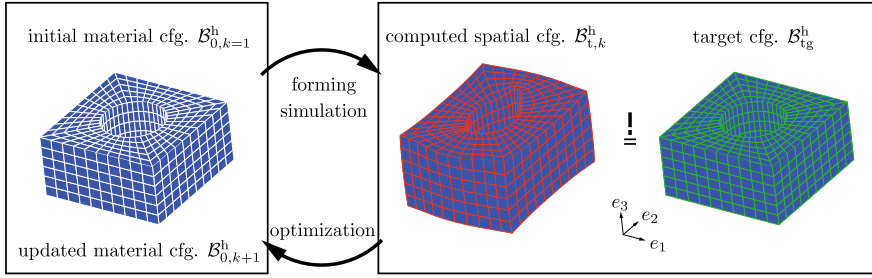 initial material cfg. $\mathcal{B}^{\mathrm{h}}_{0,k=1}$
computed spatial cfg. $\mathcal{B}^{\mathrm{h}}_{\mathrm{t},k}$
target cfg. $\mathcal{B}^{\mathrm{h}}_{\mathrm{tg}}$
forming
simulation
!
=
$e_3$
$e_2$
$e_1$
optimization
updated material cfg. $\mathcal{B}^{\mathrm{h}}_{0,k+1}$